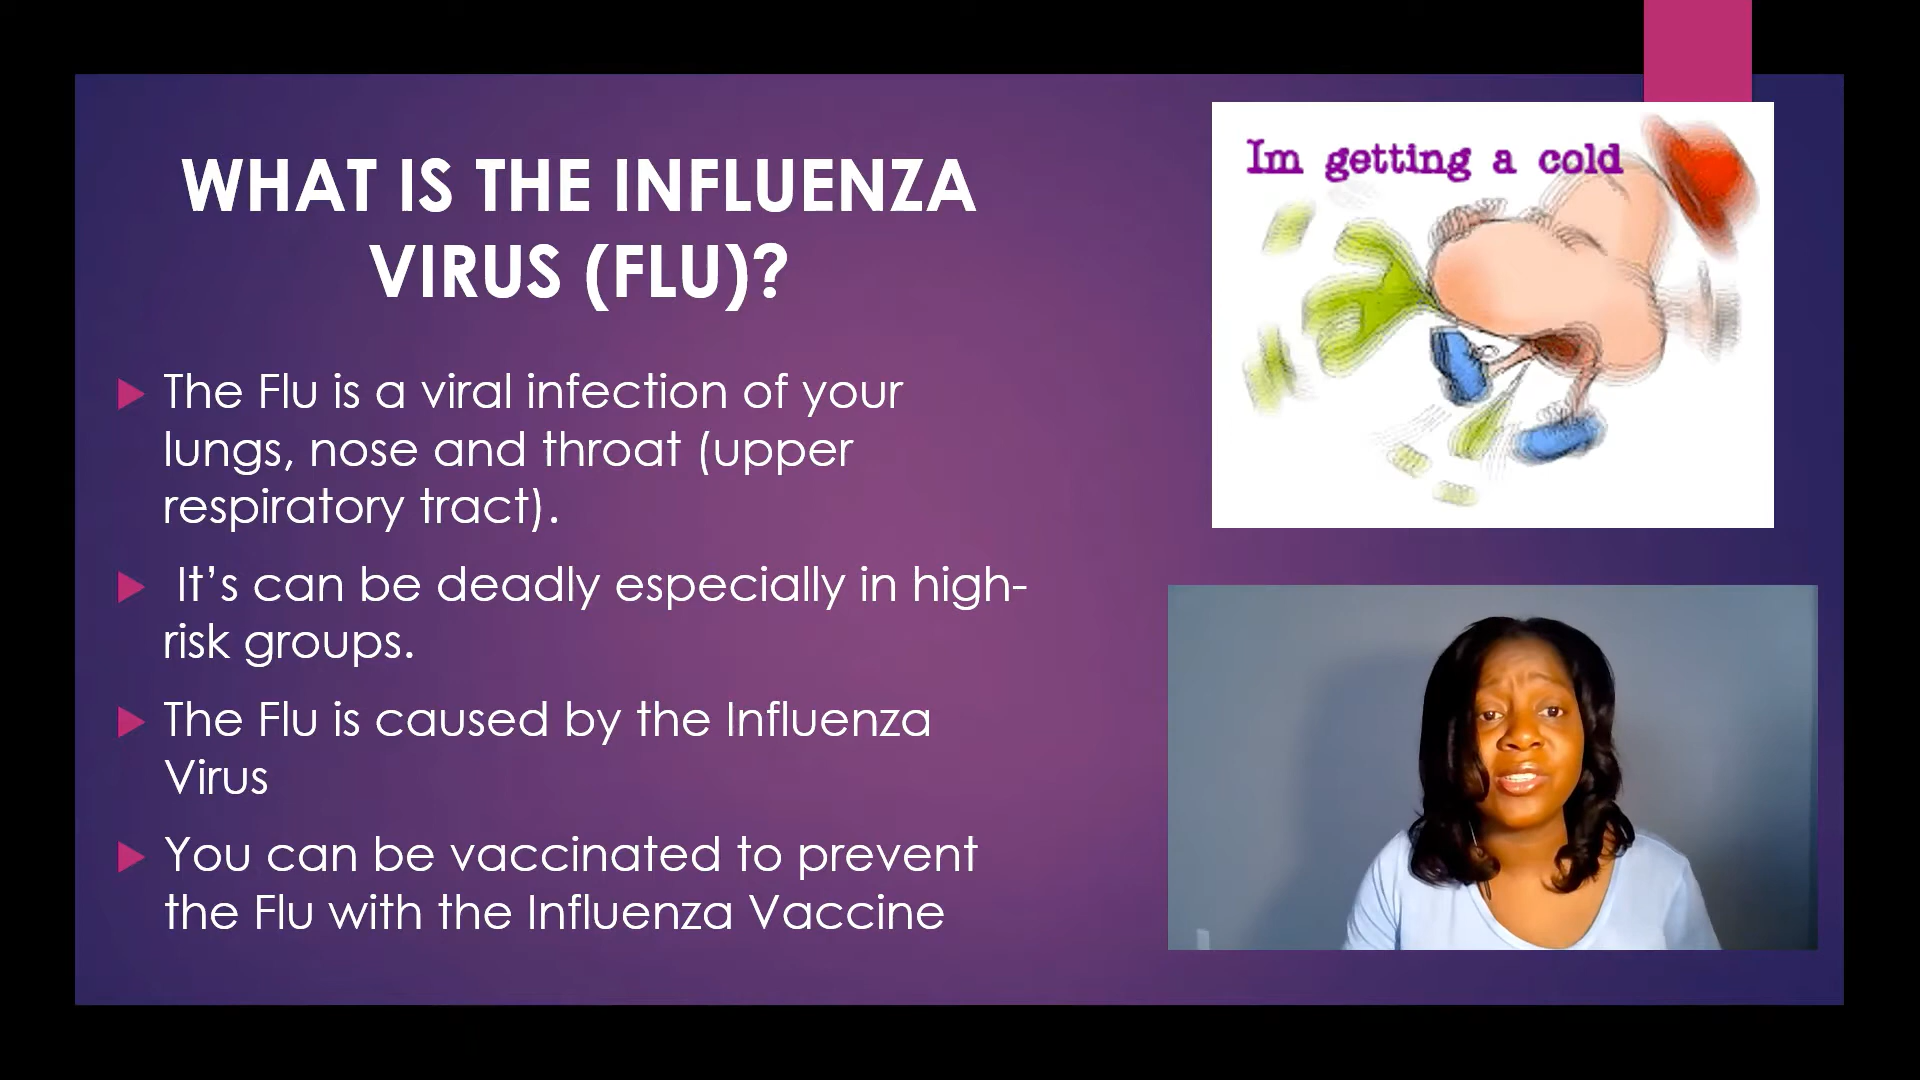 WHAT IS THE INFLUENZA
VIRUS (FLU)?
The Flu is a viral infection of your
lungs, nose and throat (upper
respiratory tract).
It’s can be deadly especially in high-
risk groups.
The Flu is caused by the Influenza
Virus
You can be vaccinated to prevent
the Flu with the Influenza Vaccine
Im getting a cold